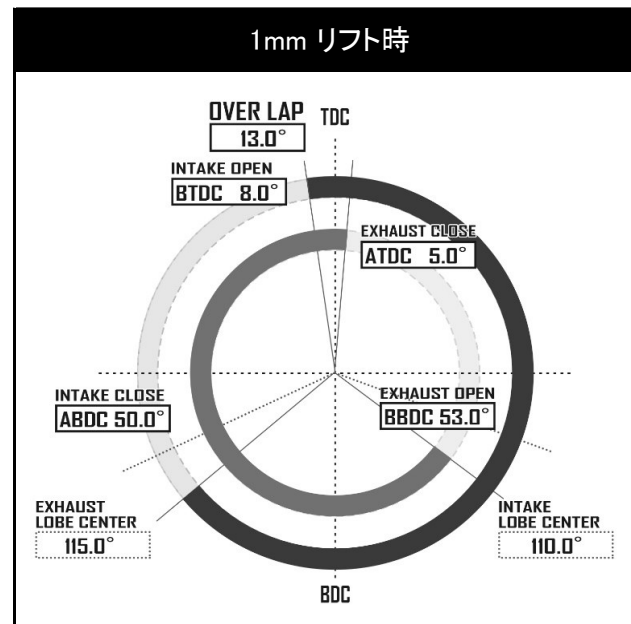 1mm リフト時
OVER LAP
13.0°
TDC
INTAKE OPEN
BTDC 8.0°
EXHAUST CLOSE
ATDC 5.0°
INTAKE CLOSE
ABDC 50.0°
EXHAUST OPEN
BBDC 53.0°
EXHAUST
LOBE CENTER
115.0°
INTAKE
LOBE CENTER
110.0°
BDC